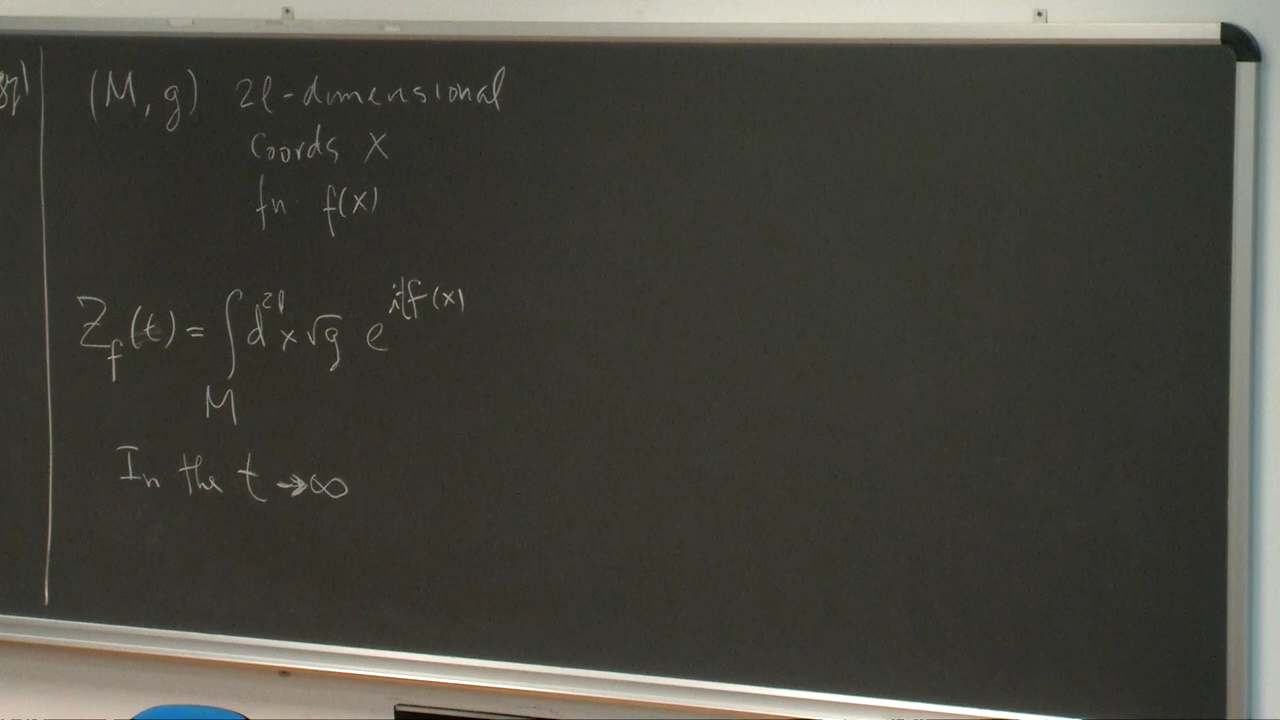 (M, g) 2l-dimensional
Coords X
fn. f(x)
Z_f(t) = ∫_M d^{2l}x √g e^{itf(x)}
In the t → ∞